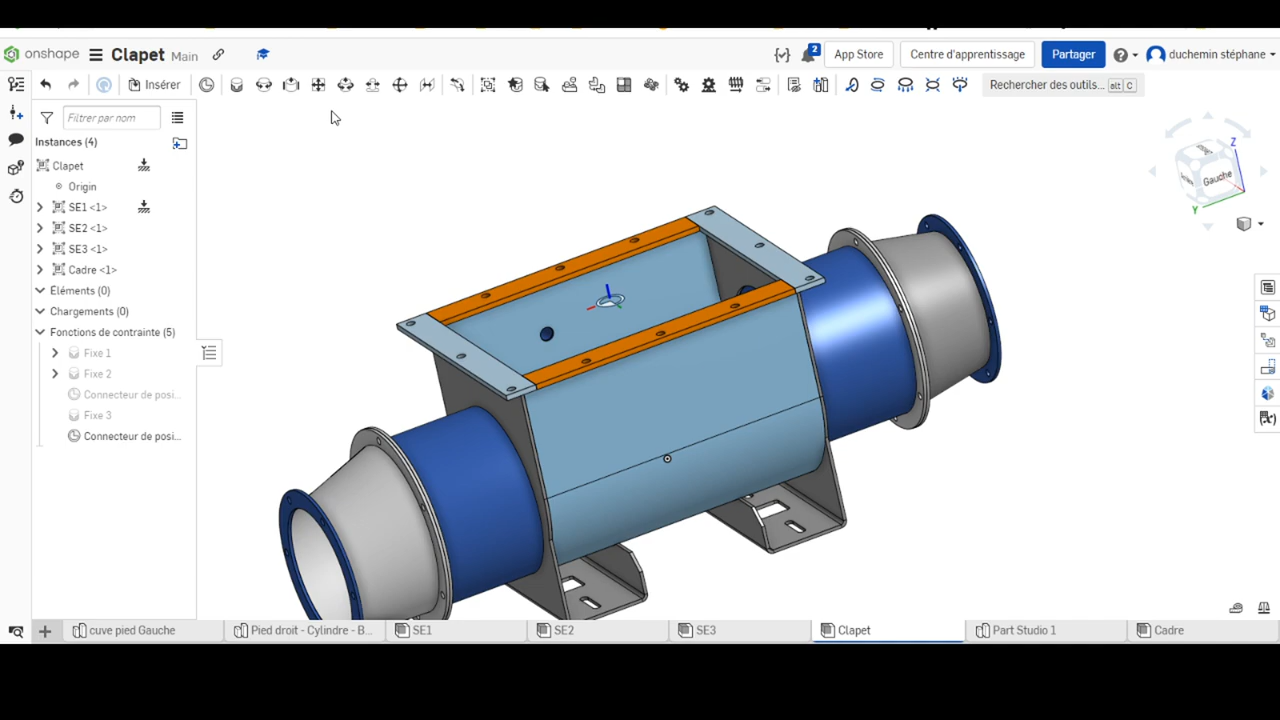 onshape Clapet Main
2
App Store
Centre d'apprentissage
Partager
duchemin stéphane
Insérer
Rechercher des outils... alt C
Filtrer par nom
Instances (4)
Clapet
Origin
SE1 <1>
SE2 <1>
SE3 <1>
Cadre <1>
Éléments (0)
Chargements (0)
Fonctions de contrainte (5)
Fixe 1
Fixe 2
Connecteur de posi...
Fixe 3
Connecteur de posi...
Z
Gauche
Y
cuve pied Gauche
Pied droit - Cylindre - B...
SE1
SE2
SE3
Clapet
Part Studio 1
Cadre